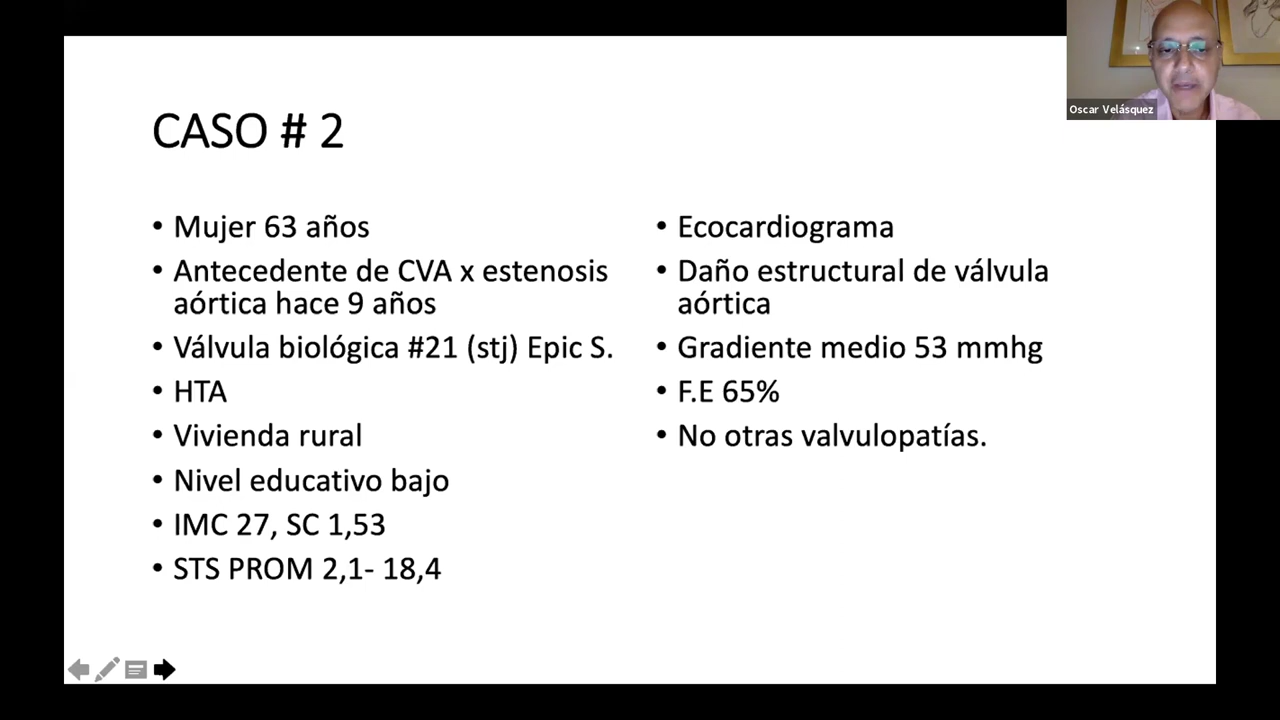 CASO # 2
• Mujer 63 años
• Antecedente de CVA x estenosis
aórtica hace 9 años
• Válvula biológica #21 (stj) Epic S.
• HTA
• Vivienda rural
• Nivel educativo bajo
• IMC 27, SC 1,53
• STS PROM 2,1- 18,4
• Ecocardiograma
• Daño estructural de válvula
aórtica
• Gradiente medio 53 mmhg
• F.E 65%
• No otras valvulopatías.
Oscar Velásquez